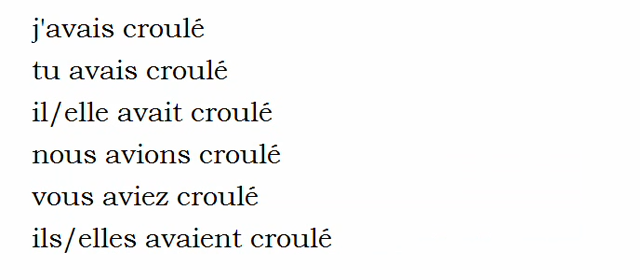 j'avais croulé
tu avais croulé
il/elle avait croulé
nous avions croulé
vous aviez croulé
ils/elles avaient croulé